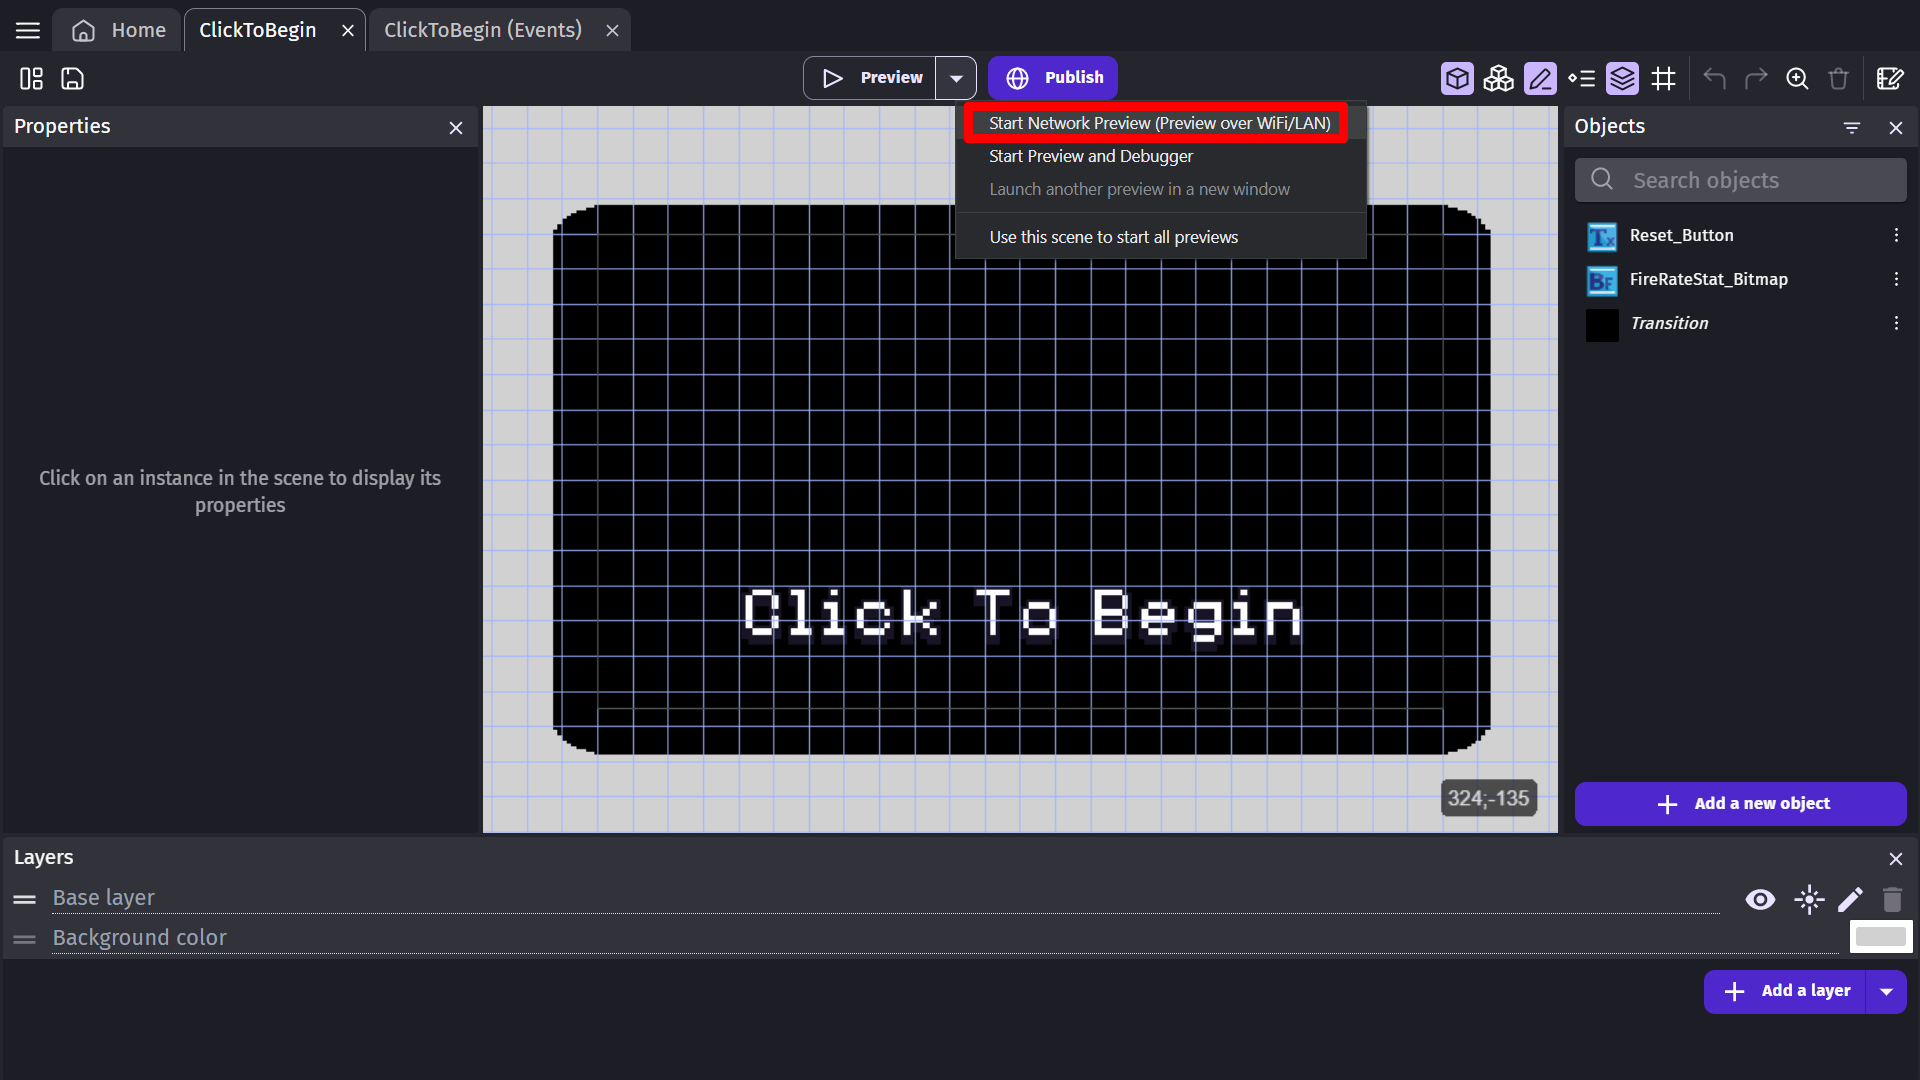 Home
ClickToBegin
ClickToBegin (Events)
Preview
Publish
Properties
Start Network Preview (Preview over WiFi/LAN)
Start Preview and Debugger
Launch another preview in a new window
Use this scene to start all previews
Objects
Search objects
Tx Reset_Button
BF FireRateStat_Bitmap
Transition
Click on an instance in the scene to display its
properties
Click To Begin
324;-135
Add a new object
Layers
Base layer
Background color
Add a layer